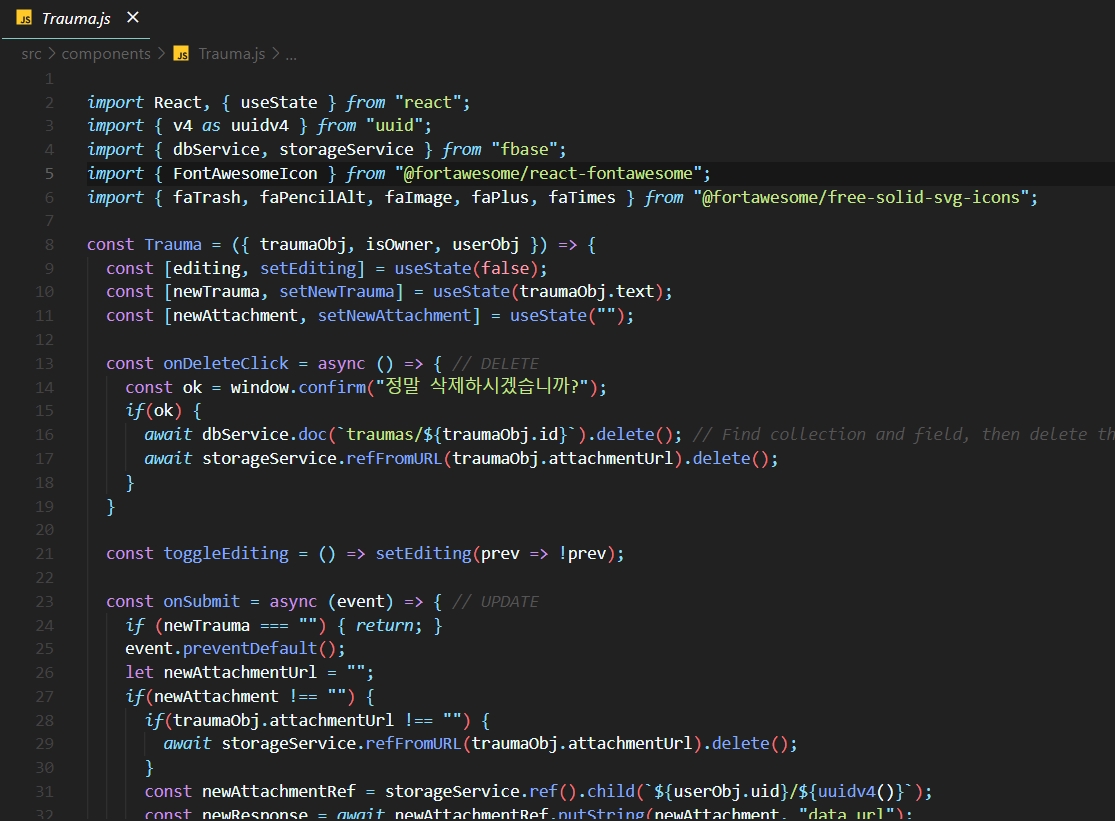 JS Trauma.js ×
src > components > JS Trauma.js > ...
1
2 import React, { useState } from "react";
3 import { v4 as uuidv4 } from "uuid";
4 import { dbService, storageService } from "fbase";
5 import { FontAwesomeIcon } from "@fortawesome/react-fontawesome";
6 import { faTrash, faPencilAlt, faImage, faPlus, faTimes } from "@fortawesome/free-solid-svg-icons";
7
8 const Trauma = ({ traumaObj, isOwner, userObj }) => {
9 const [editing, setEditing] = useState(false);
10 const [newTrauma, setNewTrauma] = useState(traumaObj.text);
11 const [newAttachment, setNewAttachment] = useState("");
12
13 const onDeleteClick = async () => { // DELETE
14 const ok = window.confirm("정말 삭제하시겠습니까?");
15 if(ok) {
16 await dbService.doc(`traumas/${traumaObj.id}`).delete(); // Find collection and field, then delete th
17 await storageService.refFromURL(traumaObj.attachmentUrl).delete();
18 }
19 }
20
21 const toggleEditing = () => setEditing(prev => !prev);
22
23 const onSubmit = async (event) => { // UPDATE
24 if (newTrauma === "") { return; }
25 event.preventDefault();
26 let newAttachmentUrl = "";
27 if(newAttachment !== "") {
28 if(traumaObj.attachmentUrl !== "") {
29 await storageService.refFromURL(traumaObj.attachmentUrl).delete();
30 }
31 const newAttachmentRef = storageService.ref().child(`${userObj.uid}/${uuidv4()}`);
32 const newResponse = await newAttachmentRef.putString(newAttachment, "data_url");